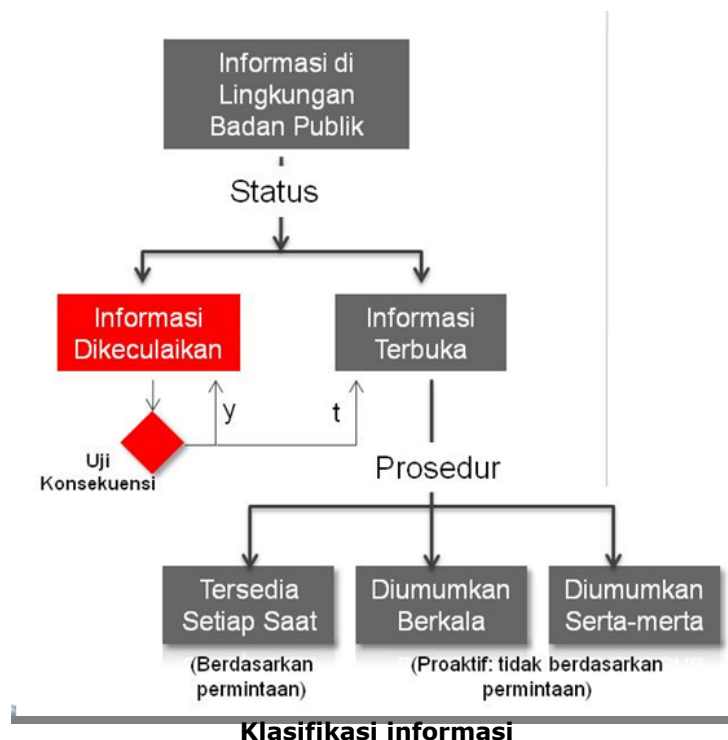 Informasi di
Lingkungan
Badan Publik
Status
Informasi
Dikeculaikan
Informasi
Terbuka
y
t
Uji
Konsekuensi
Prosedur
Tersedia
Setiap Saat
Diumumkan
Berkala
Diumumkan
Serta-merta
(Berdasarkan
permintaan)
(Proaktif: tidak berdasarkan
permintaan)
Klasifikasi informasi